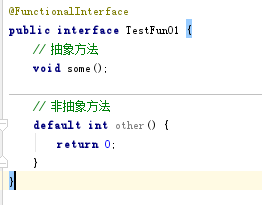 @FunctionalInterface
public interface TestFun01 {
// 抽象方法
void some();
// 非抽象方法
default int other() {
return 0;
}
}